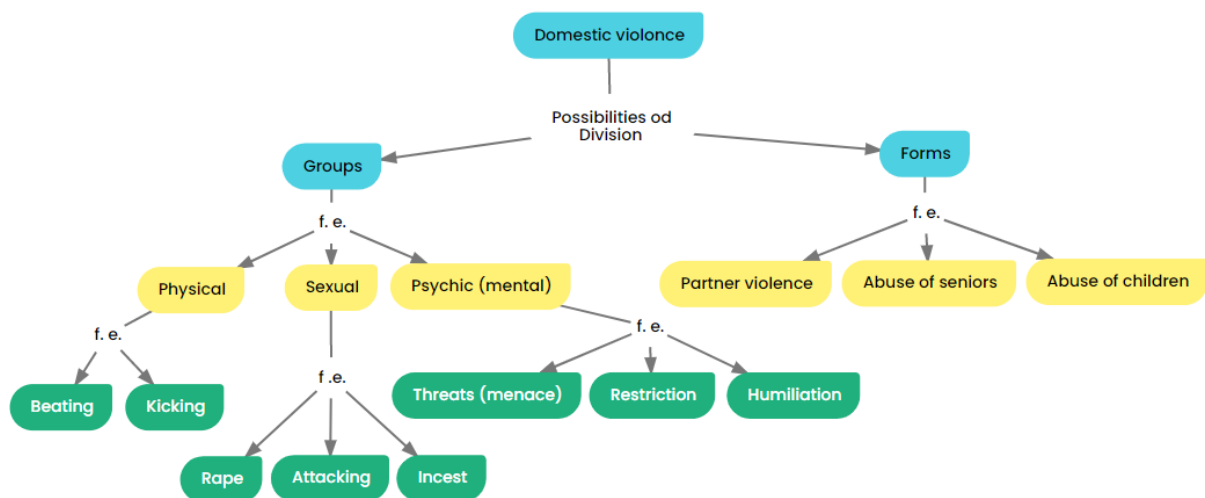 Domestic violonce
Possibilities od
Division
Groups
Forms
f. e.
f. e.
Physical
Sexual
Psychic (mental)
Partner violence
Abuse of seniors
Abuse of children
f. e.
f. e.
f .e.
Beating
Kicking
Threats (menace)
Restriction
Humiliation
Rape
Attacking
Incest